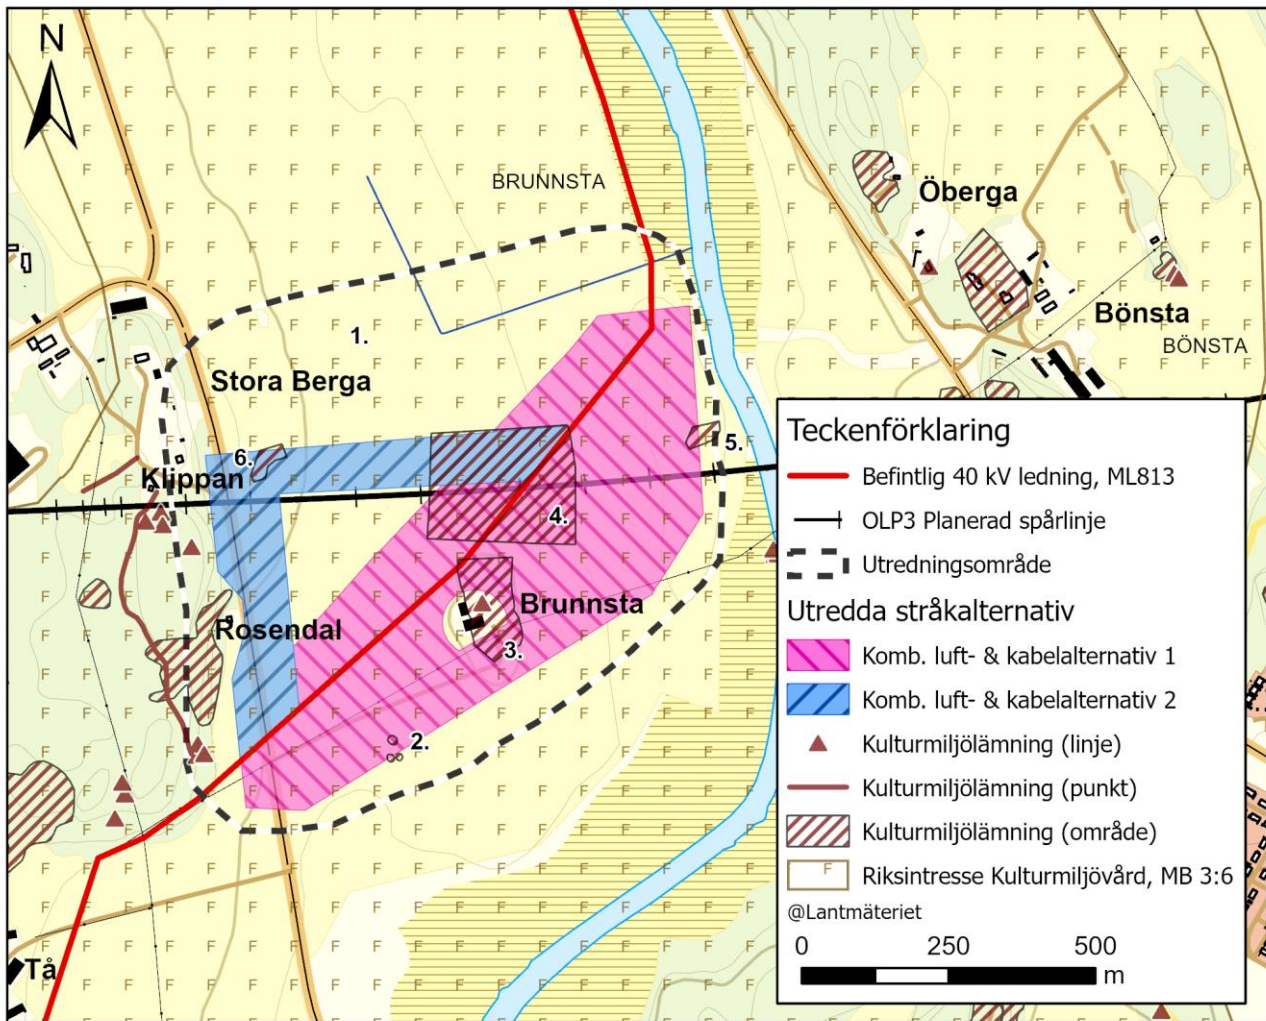 N
BRUNNSTA
Öberga
Bönsta
BÖNSTA
1.
Stora Berga
5.
6.
Klippan
4.
Brunnsta
Rosendal
3.
2.
Tå
Teckenförklaring
Befintlig 40 kV ledning, ML813
OLP3 Planerad spårlinje
Utredningsområde
Utredda stråkalternativ
Komb. luft- & kabelalternativ 1
Komb. luft- & kabelalternativ 2
Kulturmiljölämning (linje)
Kulturmiljölämning (punkt)
Kulturmiljölämning (område)
F
Riksintresse Kulturmiljövård, MB 3:6
@Lantmäteriet
0 250 500
m